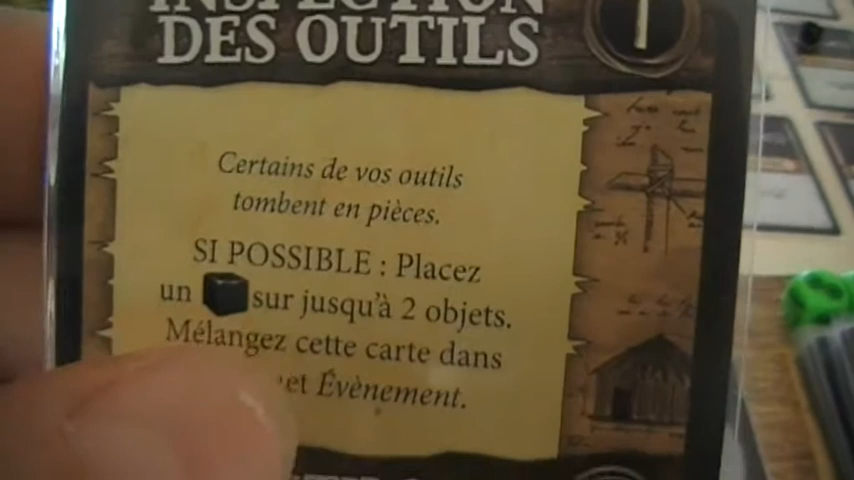 INSPECTION
DES OUTILS
Certains de vos outils
tombent en pièces.
SI POSSIBLE : Placez
un sur jusqu'à 2 objets.
Mélangez cette carte dans
et Évènement.